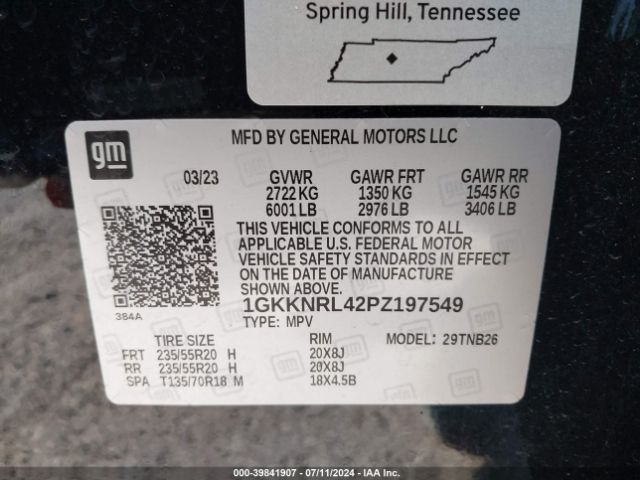 Spring Hill, Tennessee
gm
MFD BY GENERAL MOTORS LLC
03/23 GVWR GAWR FRT GAWR RR
2722 KG 1350 KG 1545 KG
6001 LB 2976 LB 3406 LB
THIS VEHICLE CONFORMS TO ALL
APPLICABLE U.S. FEDERAL MOTOR
VEHICLE SAFETY STANDARDS IN EFFECT
ON THE DATE OF MANUFACTURE
SHOWN ABOVE.
384A
1GKKNRL42PZ197549
TYPE: MPV
TIRE SIZE RIM MODEL: 29TNB26
FRT 235/55R20 H 20X8J
RR 235/55R20 H 20X8J
SPA T135/70R18 M 18X4.5B
000-39841907 - 07/11/2024 - IAA Inc.